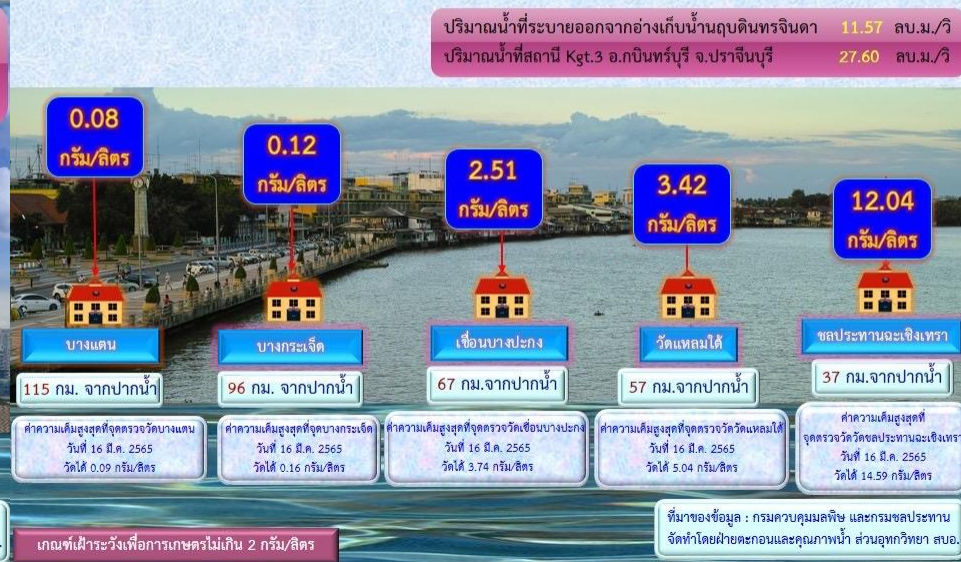 ปริมาณน้ำที่ระบายออกจากอ่างเก็บน้ำนฤบดินทรจินดา 11.57 ลบ.ม./วิ
ปริมาณน้ำที่สถานี Kgt.3 อ.กบินทร์บุรี จ.ปราจีนบุรี 27.60 ลบ.ม./วิ
0.08
กรัม/ลิตร
0.12
กรัม/ลิตร
2.51
กรัม/ลิตร
3.42
กรัม/ลิตร
12.04
กรัม/ลิตร
บางแตน
บางกระเจ็ด
เขื่อนบางปะกง
วัดแหลมใต้
ชลประทานฉะเชิงเทรา
115 กม. จากปากน้ำ
96 กม. จากปากน้ำ
67 กม.จากปากน้ำ
57 กม.จากปากน้ำ
37 กม.จากปากน้ำ
ค่าความเค็มสูงสุดที่จุดตรวจวัดบางแตน
วันที่ 16 มี.ค. 2565
วัดได้ 0.09 กรัม/ลิตร
ค่าความเค็มสูงสุดที่จุดบางกระเจ็ด
วันที่ 16 มี.ค. 2565
วัดได้ 0.16 กรัม/ลิตร
ค่าความเค็มสูงสุดที่จุดตรวจวัดเขื่อนบางปะกง
วันที่ 16 มี.ค. 2565
วัดได้ 3.74 กรัม/ลิตร
ค่าความเค็มสูงสุดที่จุดตรวจวัดวัดแหลมใต้
วันที่ 16 มี.ค. 2565
วัดได้ 5.04 กรัม/ลิตร
ค่าความเค็มสูงสุดที่
จุดตรวจวัดวัดชลประทานฉะเชิงเทรา
วันที่ 16 มี.ค. 2565
วัดได้ 14.59 กรัม/ลิตร
เกณฑ์เฝ้าระวังเพื่อการเกษตรไม่เกิน 2 กรัม/ลิตร
ที่มาของข้อมูล : กรมควบคุมมลพิษ และกรมชลประทาน
จัดทำโดยฝ่ายตะกอนและคุณภาพน้ำ ส่วนอุทกวิทยา สบอ.